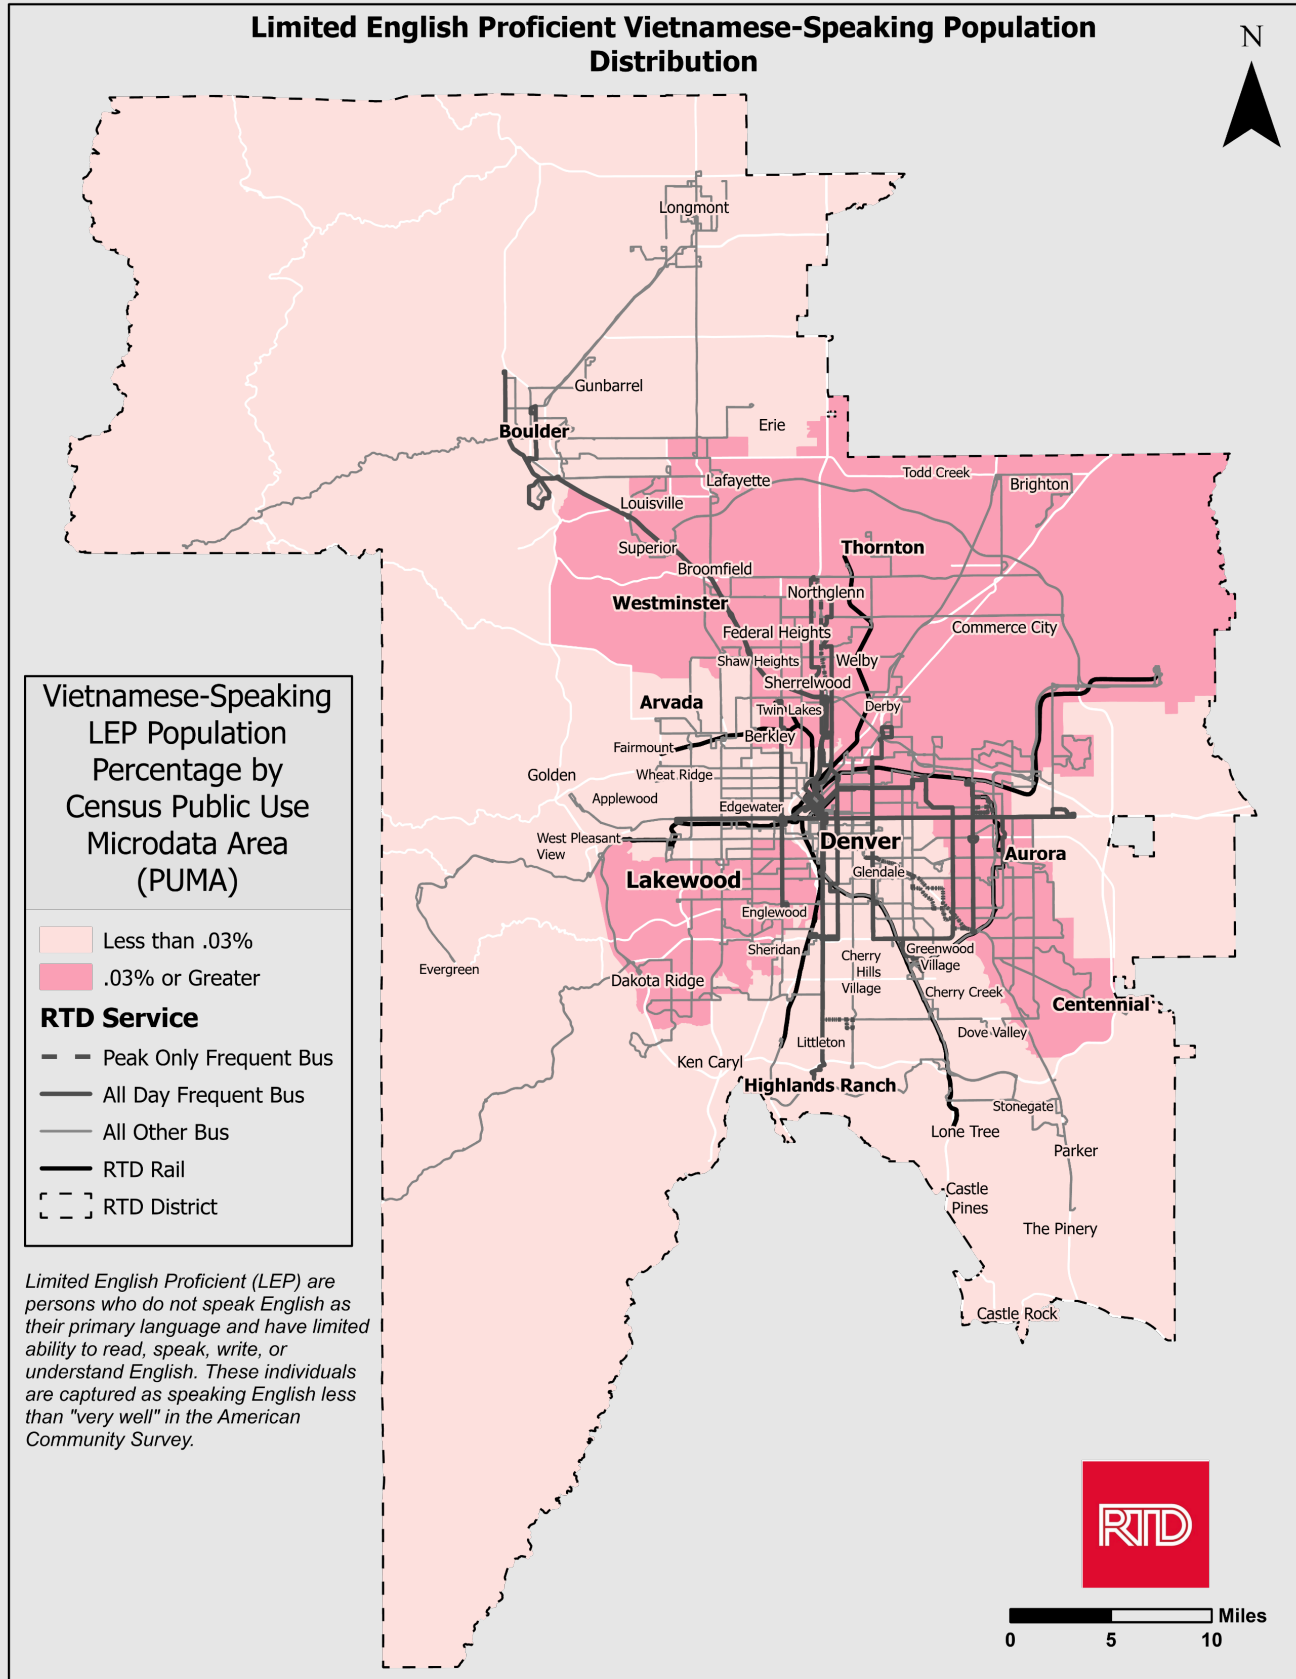 Limited English Proficient Vietnamese-Speaking Population
Distribution
N
Longmont
Gunbarrel
Boulder
Erie
Todd Creek
Brighton
Lafayette
Louisville
Superior
Thornton
Broomfield
Northglenn
Westminster
Commerce City
Federal Heights
Shaw Heights
Welby
Sherrelwood
Arvada
Twin Lakes
Derby
Fairmount
Berkley
Golden
Wheat Ridge
Applewood
Edgewater
West Pleasant
View
Denver
Aurora
Lakewood
Glendale
Englewood
Sheridan
Greenwood
Village
Cherry
Hills
Village
Evergreen
Dakota Ridge
Cherry Creek
Centennial
Dove Valley
Littleton
Ken Caryl
Highlands Ranch
Stonegate
Lone Tree
Parker
Castle
Pines
The Pinery
Castle Rock
Vietnamese-Speaking
LEP Population
Percentage by
Census Public Use
Microdata Area
(PUMA)
Less than .03%
.03% or Greater
RTD Service
Peak Only Frequent Bus
All Day Frequent Bus
All Other Bus
RTD Rail
RTD District
Limited English Proficient (LEP) are
persons who do not speak English as
their primary language and have limited
ability to read, speak, write, or
understand English. These individuals
are captured as speaking English less
than "very well" in the American
Community Survey.
RTD
Miles
0 5 10